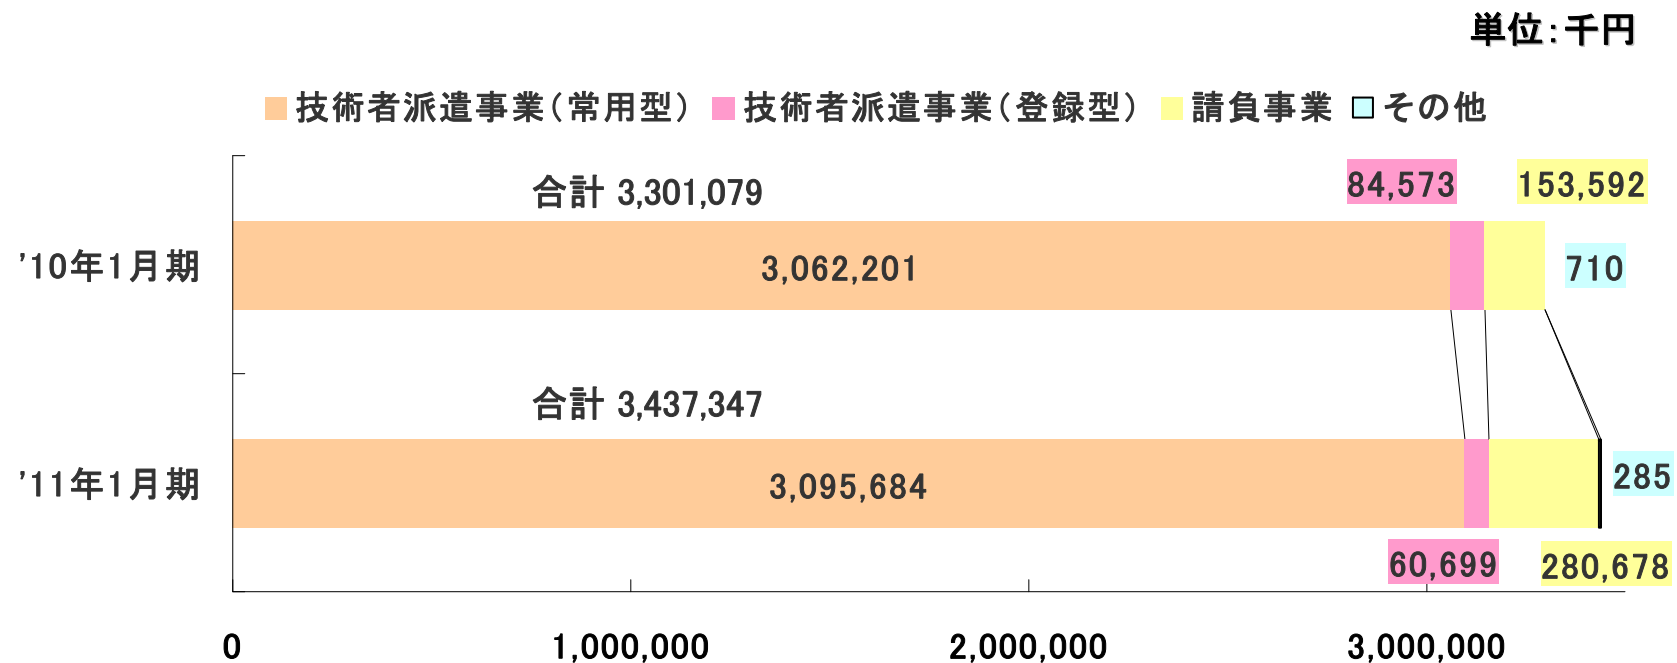 単位：千円
技術者派遣事業（常用型） 技術者派遣事業（登録型） 請負事業 その他
合計 3,301,079
84,573 153,592
’10年1月期 3,062,201 710
合計 3,437,347
’11年1月期 3,095,684 285
60,699 280,678
0 1,000,000 2,000,000 3,000,000